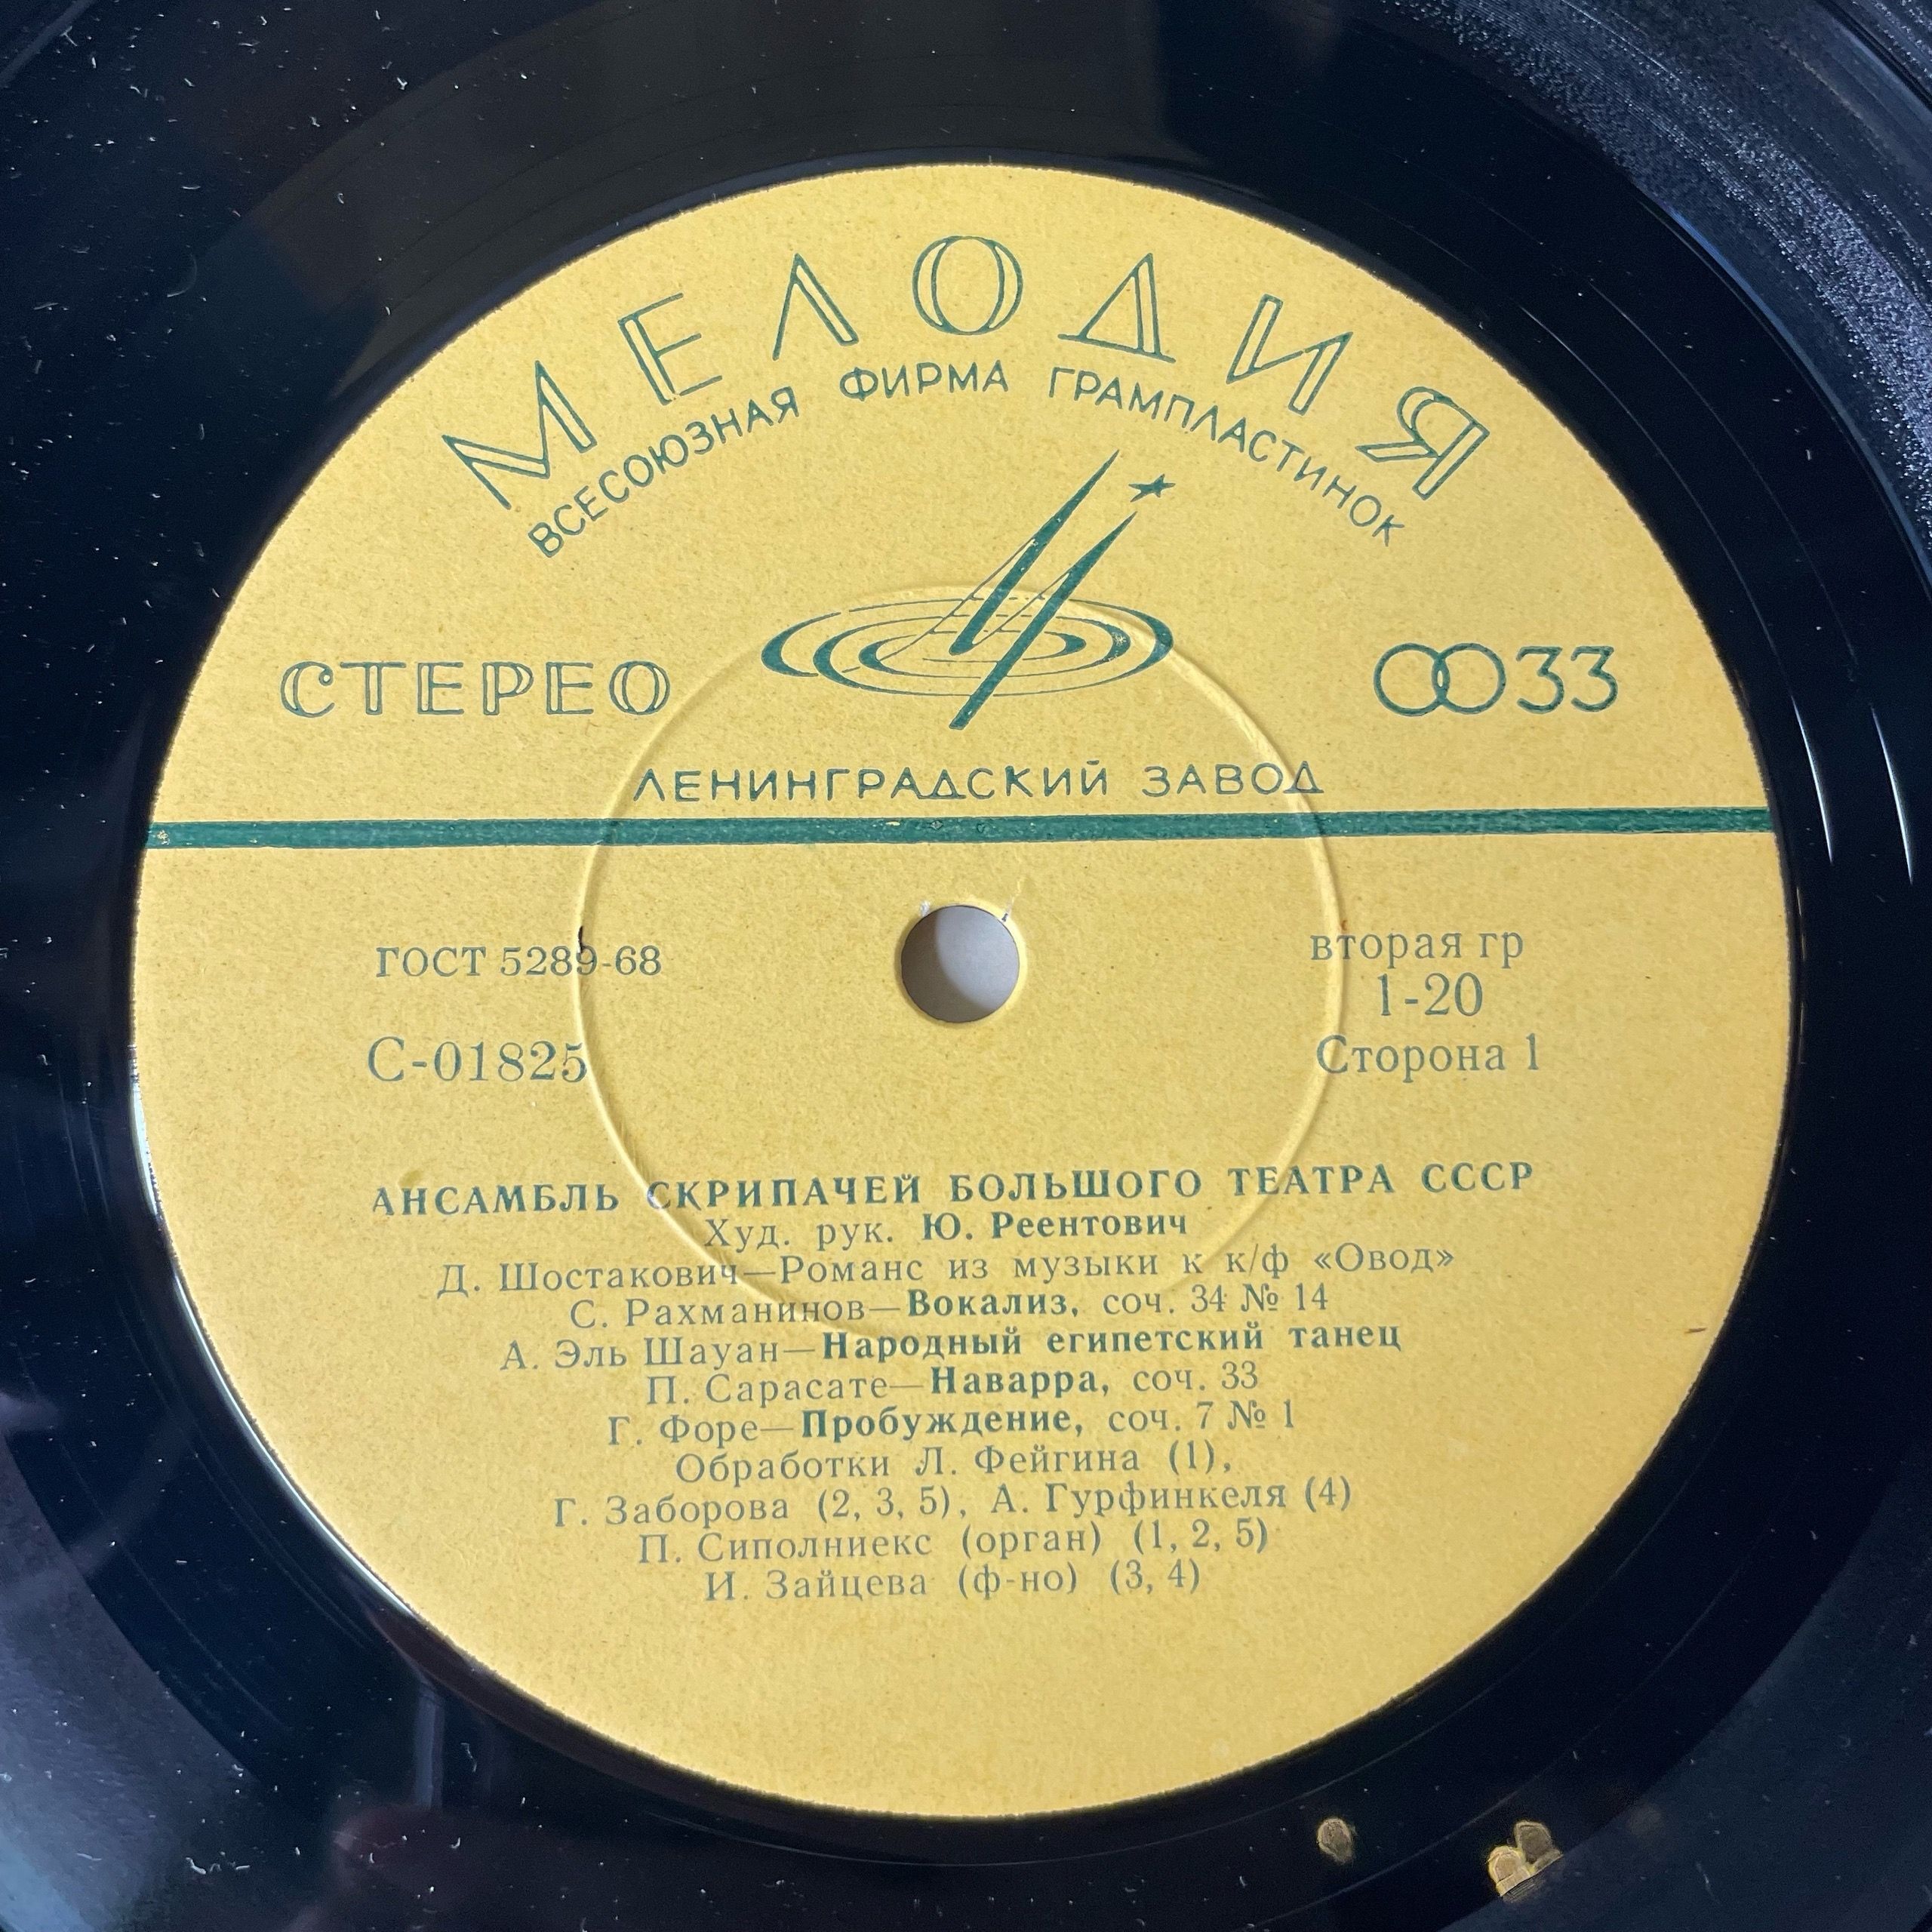 МЕЛОДИЯ
ВСЕСОЮЗНАЯ ФИРМА ГРАМПЛАСТИНОК
СТЕРЕО
33
ЛЕНИНГРАДСКИЙ ЗАВОД
ГОСТ 5289-68
вторая гр
1-20
С-01825
Сторона 1
АНСАМБЛЬ СКРИПАЧЕЙ БОЛЬШОГО ТЕАТРА СССР
Худ. рук. Ю. Реентович
Д. Шостакович—Романс из музыки к к/ф «Овод»
С. Рахманинов—Вокализ, соч. 34 № 14
А. Эль Шауан—Народный египетский танец
П. Сарасате—Наварра, соч. 33
Г. Форе—Пробуждение, соч. 7 № 1
Обработки Л. Фейгина (1),
Г. Заборова (2, 3, 5), А. Гурфинкеля (4)
П. Сиполниекс (орган) (1, 2, 5)
И. Зайцева (ф-но) (3, 4)